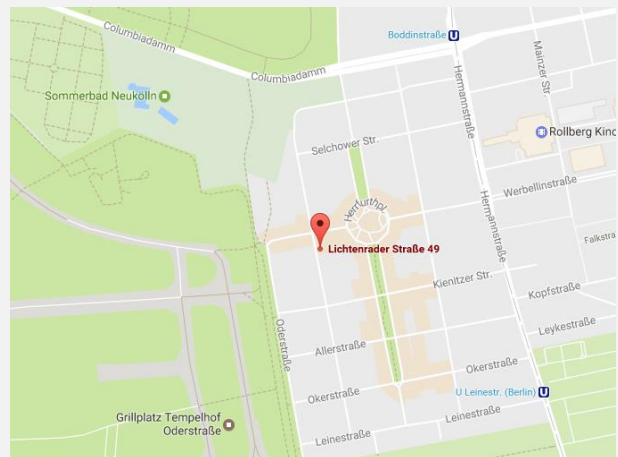 Columbiadamm
Boddinstraße U
Columbiadamm
Mainzer Str.
Hermannstraße
Sommerbad Neukölln
Rollberg Kinc
Selchower Str.
Werbellinstraße
Herrfurthpl.
Hermannstraße
Lichtenrader Straße 49
Falkstra
Kienitzer Str.
Kopfstraße
Oderstraße
Leykestraße
Allerstraße
Okerstraße
Okerstraße
U Leinestr. (Berlin) U
Grillplatz Tempelhof
Oderstraße
Leinestraße
Leinestraße